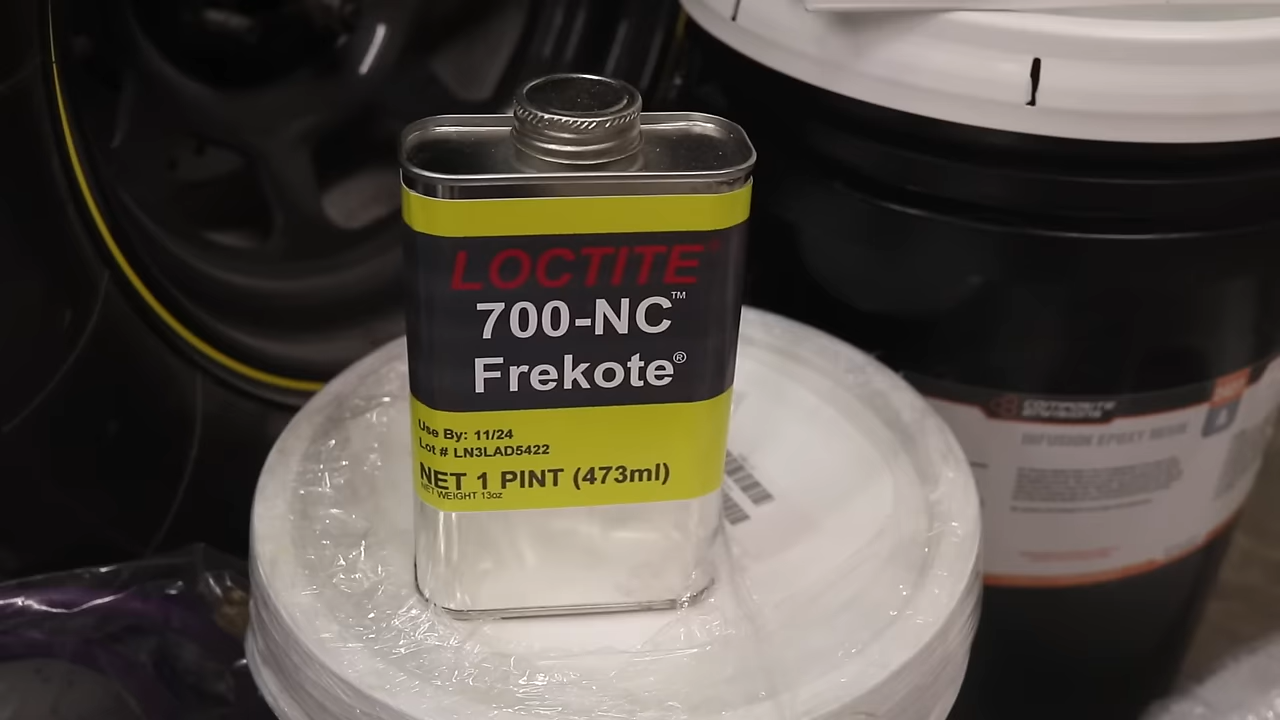 LOCTITE®
700-NC™
Frekote®
Use By: 11/24
Lot # LN3LAD5422
NET 1 PINT (473ml)
NET WEIGHT 13oz
COMPOSITE
INFUSION EPOXY RESIN